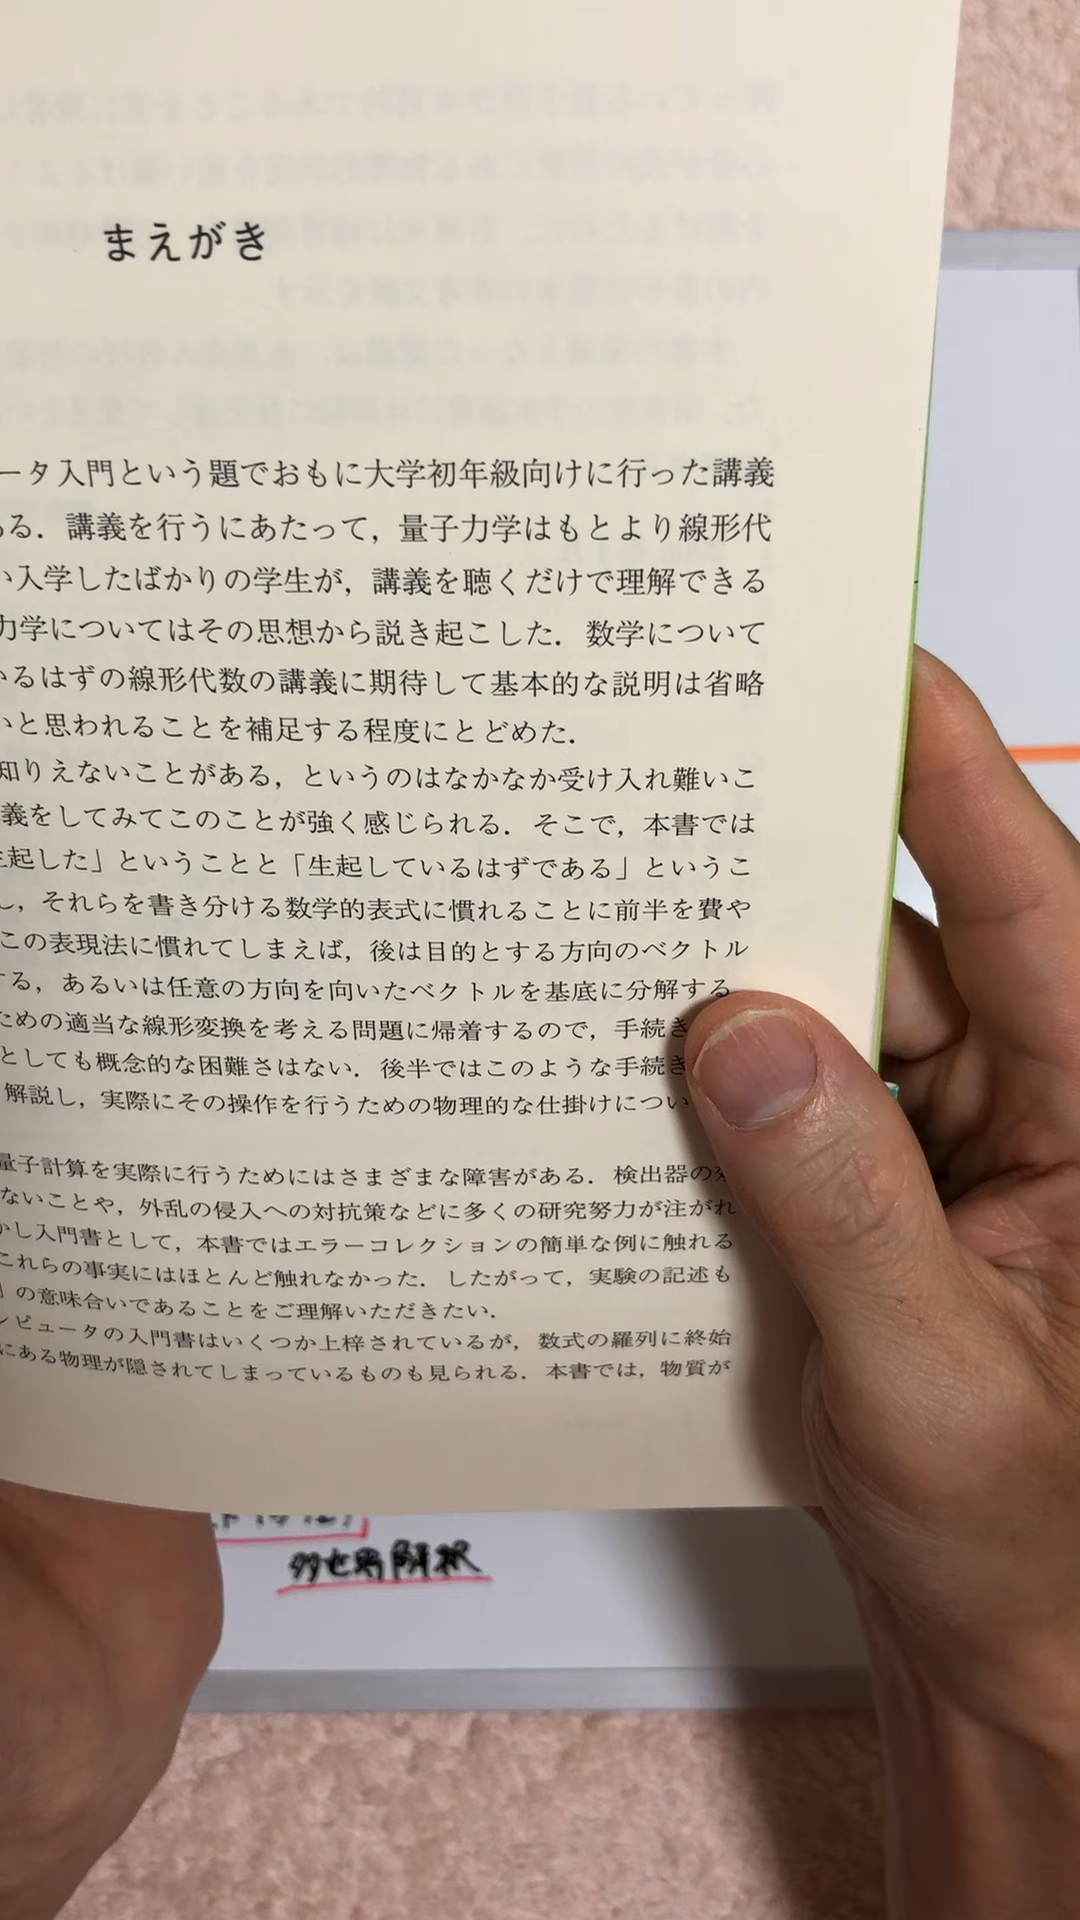 まえがき
ータ入門という題でおもに大学初年級向けに行った講義
ある．講義を行うにあたって，量子力学はもとより線形代
い入学したばかりの学生が，講義を聴くだけで理解できる
力学についてはその思想から説き起こした．数学について
いるはずの線形代数の講義に期待して基本的な説明は省略
いと思われることを補足する程度にとどめた．
知りえないことがある，というのはなかなか受け入れ難いこ
義をしてみてこのことが強く感じられる．そこで，本書では
生起した」ということと「生起しているはずである」というこ
し，それらを書き分ける数学的表式に慣れることに前半を費や
この表現法に慣れてしまえば，後は目的とする方向のベクトル
する，あるいは任意の方向を向いたベクトルを基底に分解する
ための適当な線形変換を考える問題に帰着するので，手続き
としても概念的な困難さはない．後半ではこのような手続き
解説し，実際にその操作を行うための物理的な仕掛けについ
量子計算を実際に行うためにはさまざまな障害がある．検出器の
ないことや，外乱の侵入への対抗策などに多くの研究努力が注がれ
かし入門書として，本書ではエラーコレクションの簡単な例に触れる
これらの事実にはほとんど触れなかった．したがって，実験の記述も
」の意味合いであることをご理解いただきたい．
ンピュータの入門書はいくつか上梓されているが，数式の羅列に終始
にある物理が隠されてしまっているものも見られる．本書では，物質が
多世界解釈